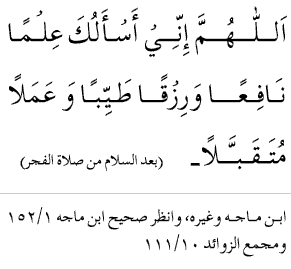 اَللّٰهُمَّ إِنِّيْ أَسْأَلُكَ عِلْمًا
نَافِعًا وَرِزْقًا طَيِّبًا وَ عَمَلًا
مُتَقَبَّلًا۔ (بعد السلام من صلاة الفجر)
ابن ماجه وغيره، وانظر صحيح ابن ماجه ١٥٢/١
ومجمع الزوائد ١١١/١٠